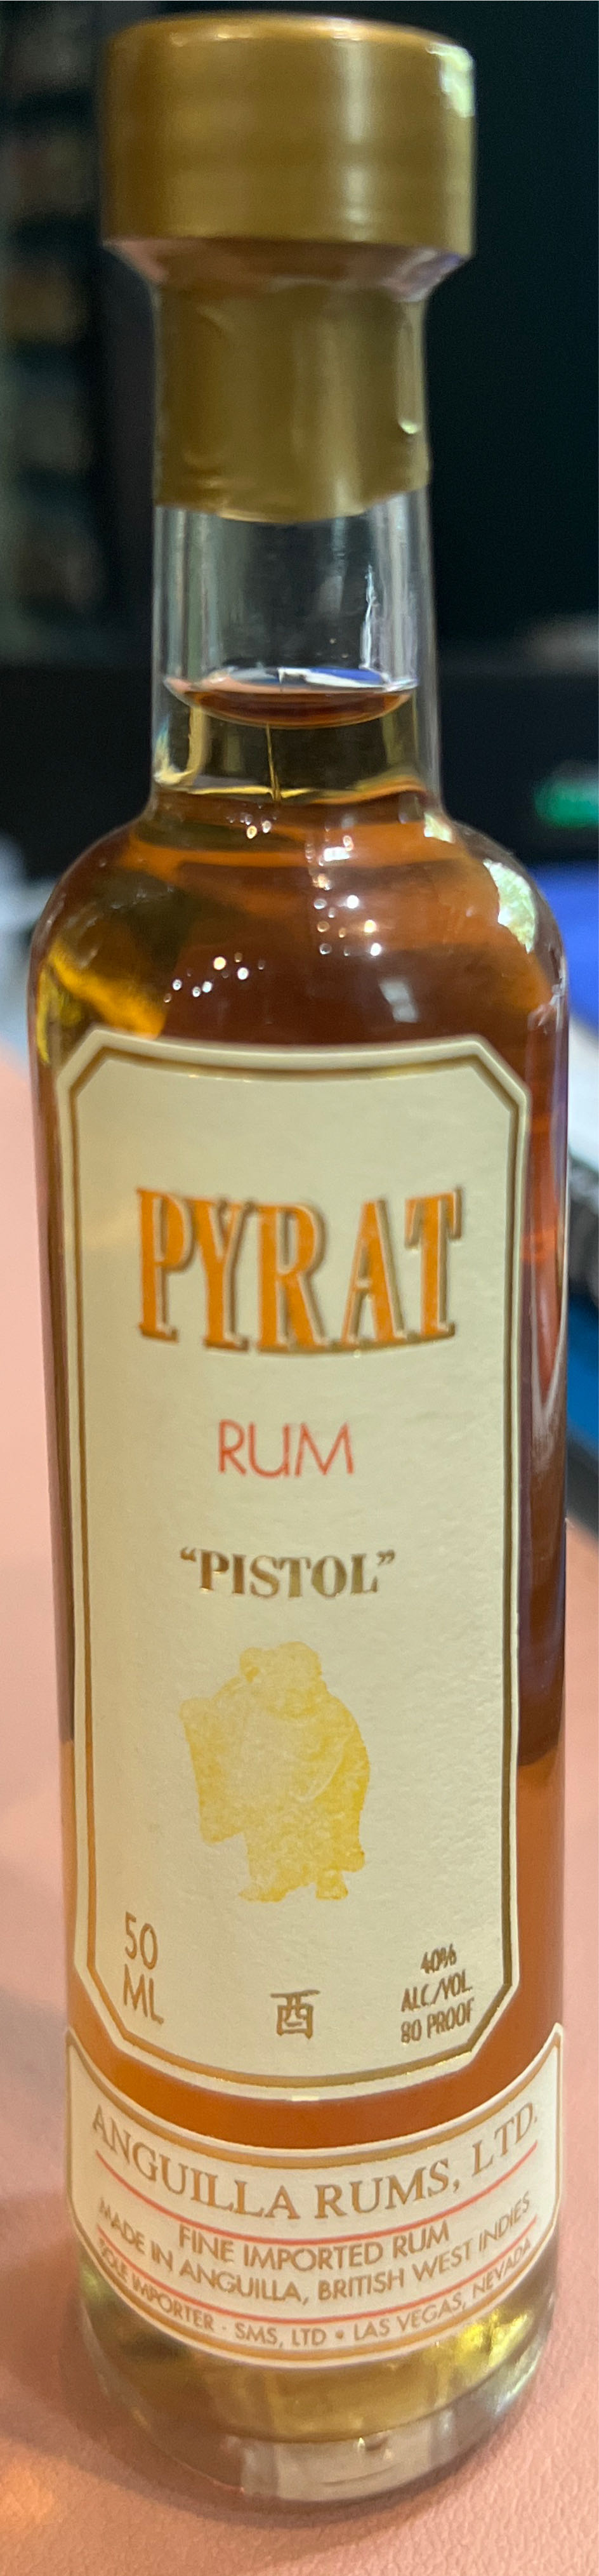 PYRAT
RUM
“PISTOL”
50
ML
酉
40%
ALC/VOL
80 PROOF
ANGUILLA RUMS, LTD.
FINE IMPORTED RUM
MADE IN ANGUILLA, BRITISH WEST INDIES
SOLE IMPORTER · SMS, LTD • LAS VEGAS, NEVADA